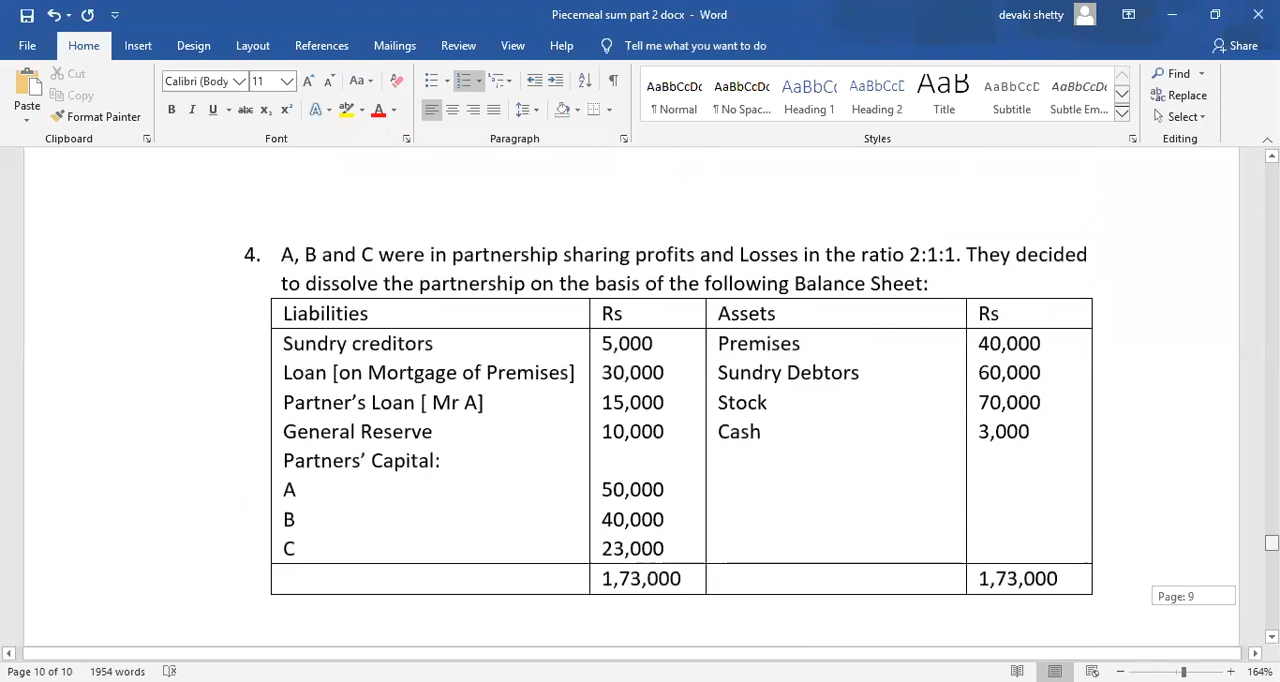 Piecemeal sum part 2 docx - Word
devaki shetty
File Home Insert Design Layout References Mailings Review View Help Tell me what you want to do Share
Paste
Cut
Copy
Format Painter
Clipboard
Calibri (Body 11
Font
Paragraph
AaBbCcDc AaBbCcDc AaBbCc AaBbCcD AaB AaBbCcD AaBbCcDc
¶ Normal ¶ No Spac... Heading 1 Heading 2 Title Subtitle Subtle Em...
Styles
Find
Replace
Select
Editing
4. A, B and C were in partnership sharing profits and Losses in the ratio 2:1:1. They decided
to dissolve the partnership on the basis of the following Balance Sheet:
Liabilities Rs Assets Rs
Sundry creditors 5,000 Premises 40,000
Loan [on Mortgage of Premises] 30,000 Sundry Debtors 60,000
Partner’s Loan [ Mr A] 15,000 Stock 70,000
General Reserve 10,000 Cash 3,000
Partners’ Capital:
A 50,000
B 40,000
C 23,000
1,73,000 1,73,000
Page: 9
Page 10 of 10 1954 words 164%